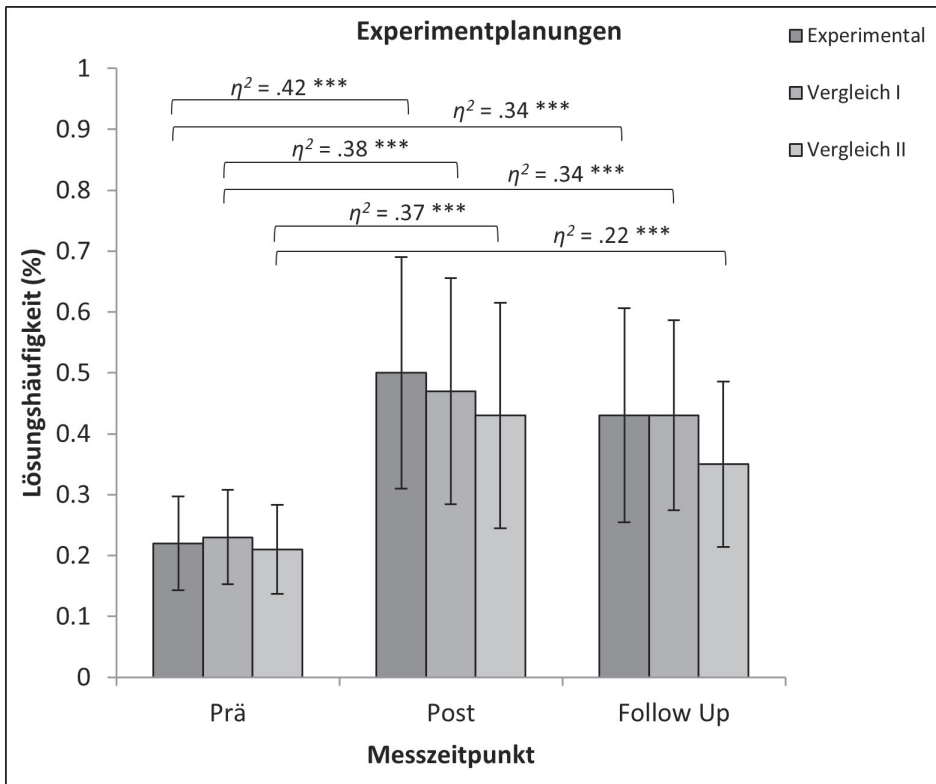 Experimentplanungen
Experimental
Vergleich I
Vergleich II
1
0.9
0.8
0.7
0.6
0.5
0.4
0.3
0.2
0.1
0
Lösungshäufigkeit (%)
η² = .42 ***
η² = .34 ***
η² = .38 ***
η² = .34 ***
η² = .37 ***
η² = .22 ***
Prä
Post
Follow Up
Messzeitpunkt